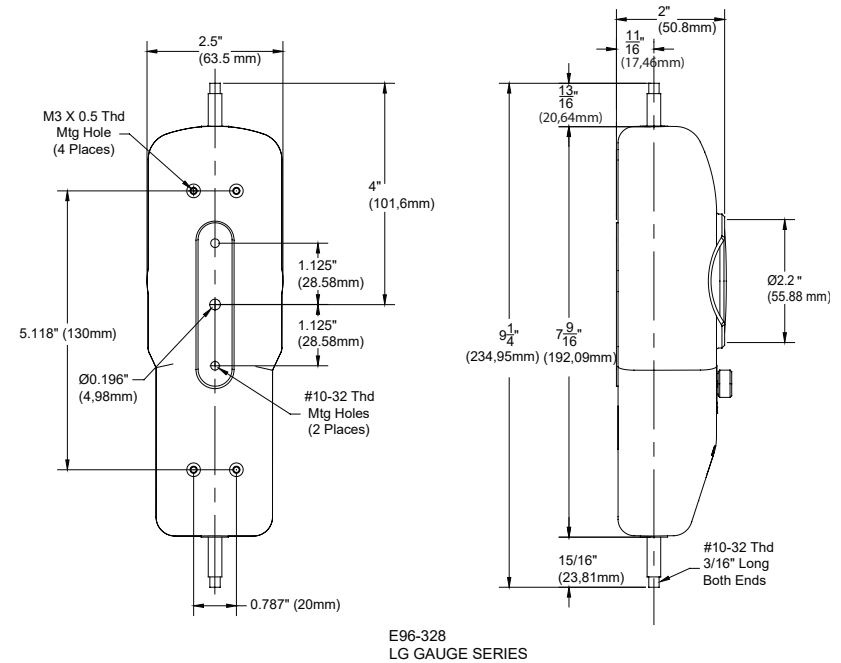 2.5"
(63.5 mm)
M3 X 0.5 Thd
Mtg Hole
(4 Places)
4"
(101,6mm)
1.125"
(28.58mm)
5.118" (130mm)
1.125"
(28.58mm)
Ø0.196"
(4,98mm)
#10-32 Thd
Mtg Holes
(2 Places)
0.787" (20mm)
2"
(50.8mm)
11/16"
(17,46mm)
13/16"
(20,64mm)
Ø2.2"
(55.88 mm)
9 1/4"
(234,95mm)
7 9/16"
(192,09mm)
15/16"
(23,81mm)
#10-32 Thd
3/16" Long
Both Ends
E96-328
LG GAUGE SERIES